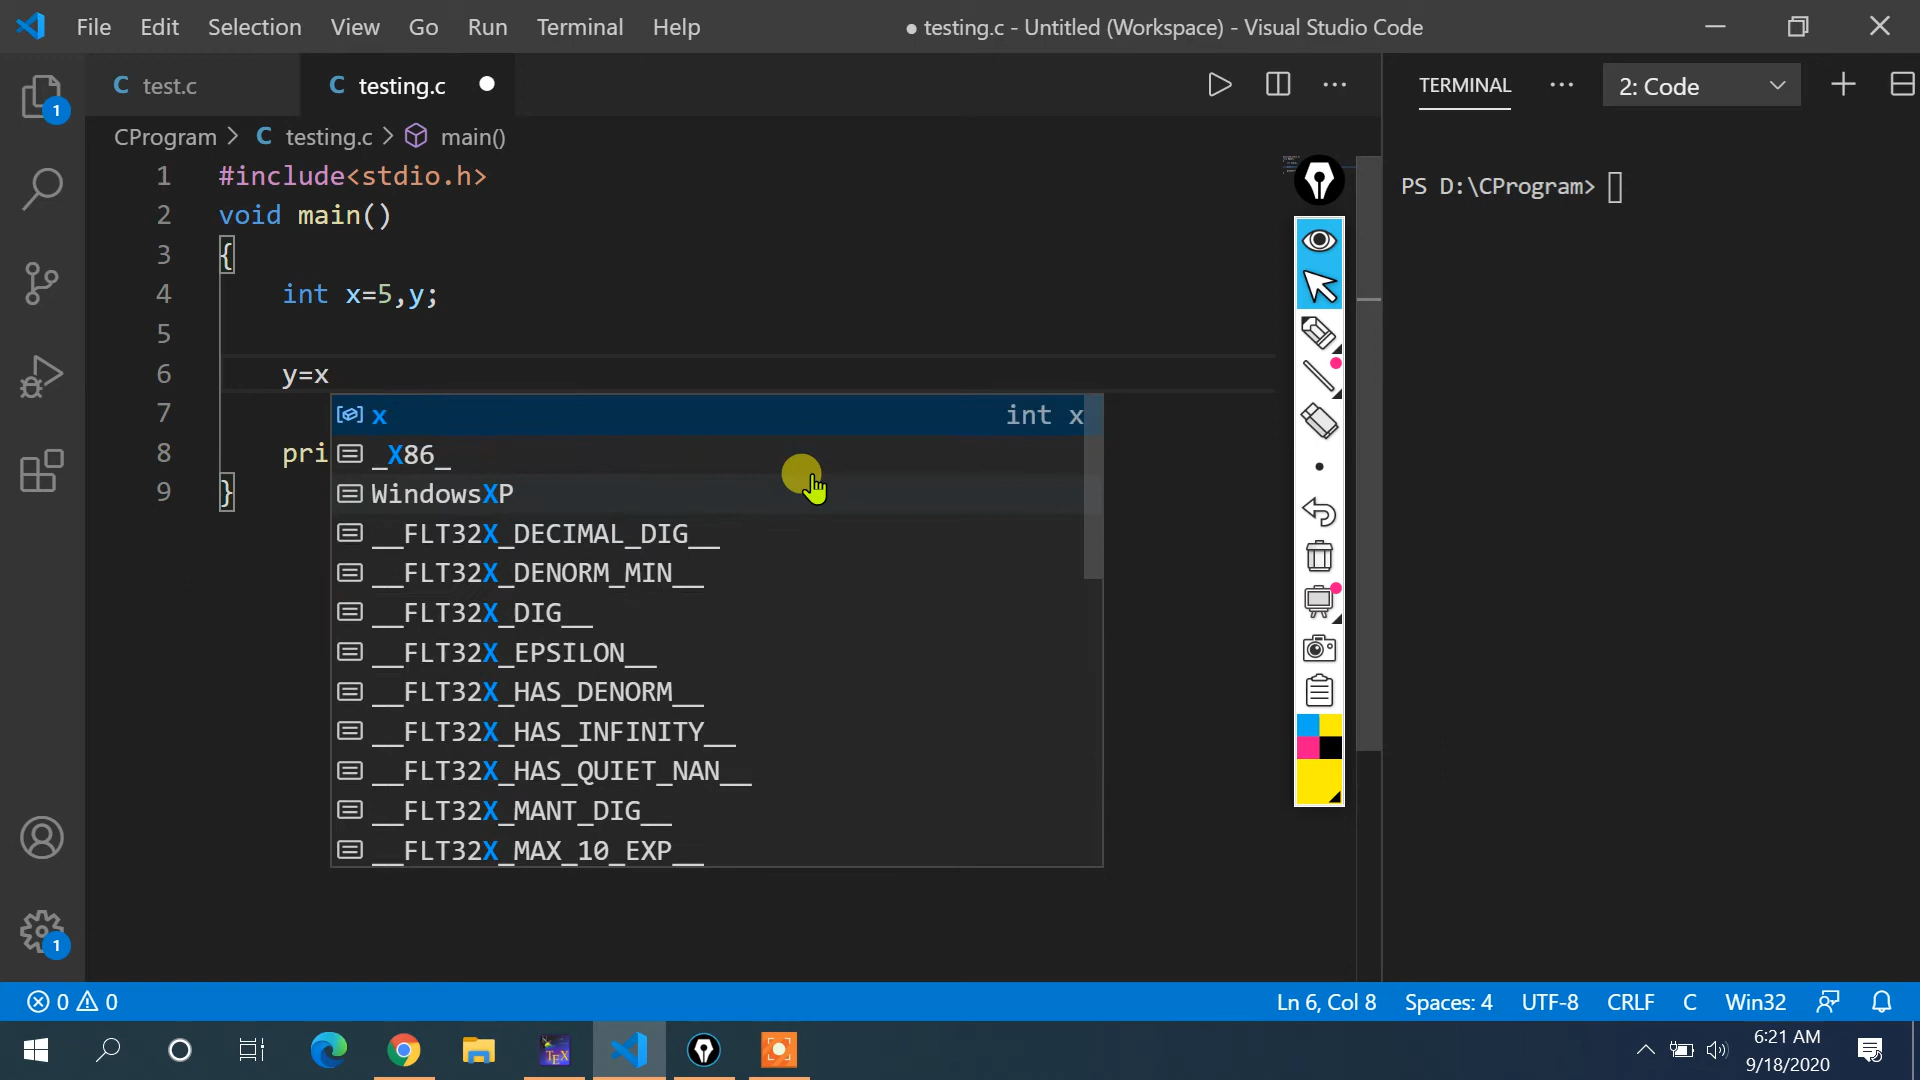 File Edit Selection View Go Run Terminal Help
● testing.c - Untitled (Workspace) - Visual Studio Code
C test.c
C testing.c
TERMINAL
2: Code
1
CProgram > C testing.c > main()
1 #include<stdio.h>
2 void main()
3 {
4 int x=5,y;
5
6 y=x
7
8 pri
9 }
x int x
_X86_
WindowsXP
__FLT32X_DECIMAL_DIG__
__FLT32X_DENORM_MIN__
__FLT32X_DIG__
__FLT32X_EPSILON__
__FLT32X_HAS_DENORM__
__FLT32X_HAS_INFINITY__
__FLT32X_HAS_QUIET_NAN__
__FLT32X_MANT_DIG__
__FLT32X_MAX_10_EXP__
PS D:\CProgram>
1
0 0
Ln 6, Col 8 Spaces: 4 UTF-8 CRLF C Win32
TEX
6:21 AM
9/18/2020